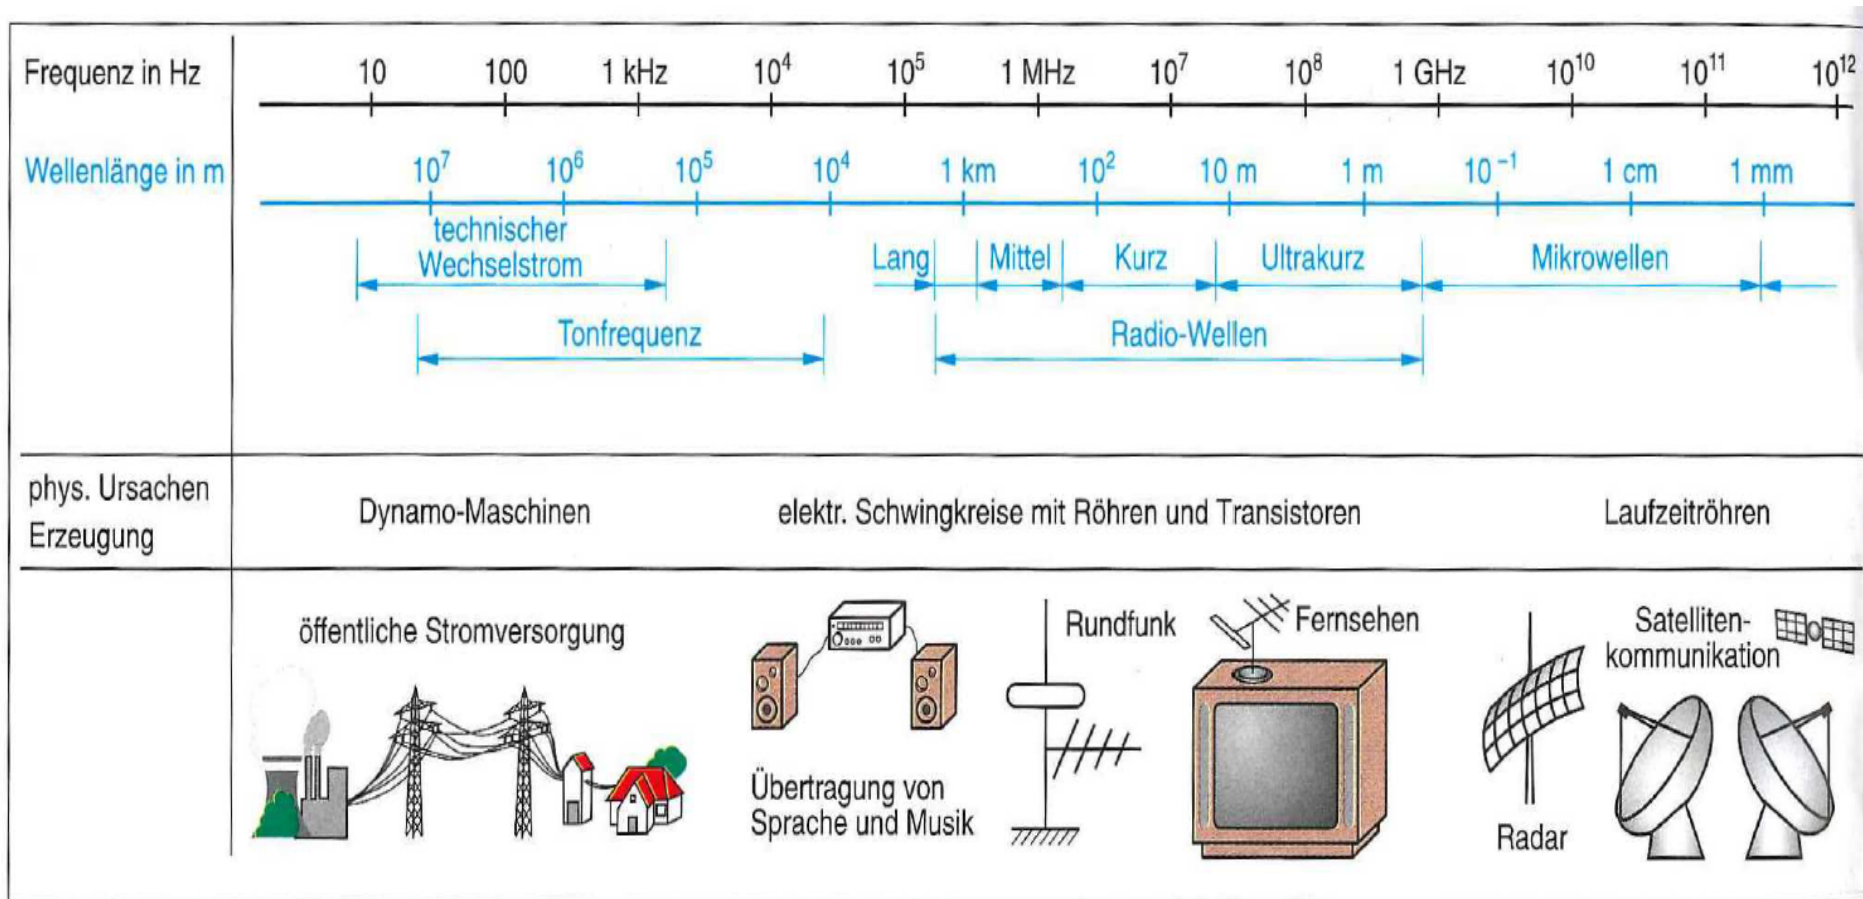 Frequenz in Hz 10 100 1 kHz 10⁴ 10⁵ 1 MHz 10⁷ 10⁸ 1 GHz 10¹⁰ 10¹¹ 10¹²
Wellenlänge in m 10⁷ 10⁶ 10⁵ 10⁴ 1 km 10² 10 m 1 m 10⁻¹ 1 cm 1 mm
technischer
Wechselstrom Lang Mittel Kurz Ultrakurz Mikrowellen
Tonfrequenz Radio-Wellen
phys. Ursachen
Erzeugung
Dynamo-Maschinen elektr. Schwingkreise mit Röhren und Transistoren Laufzeitröhren
öffentliche Stromversorgung
Übertragung von
Sprache und Musik
Rundfunk
Fernsehen
Radar
Satelliten-
kommunikation